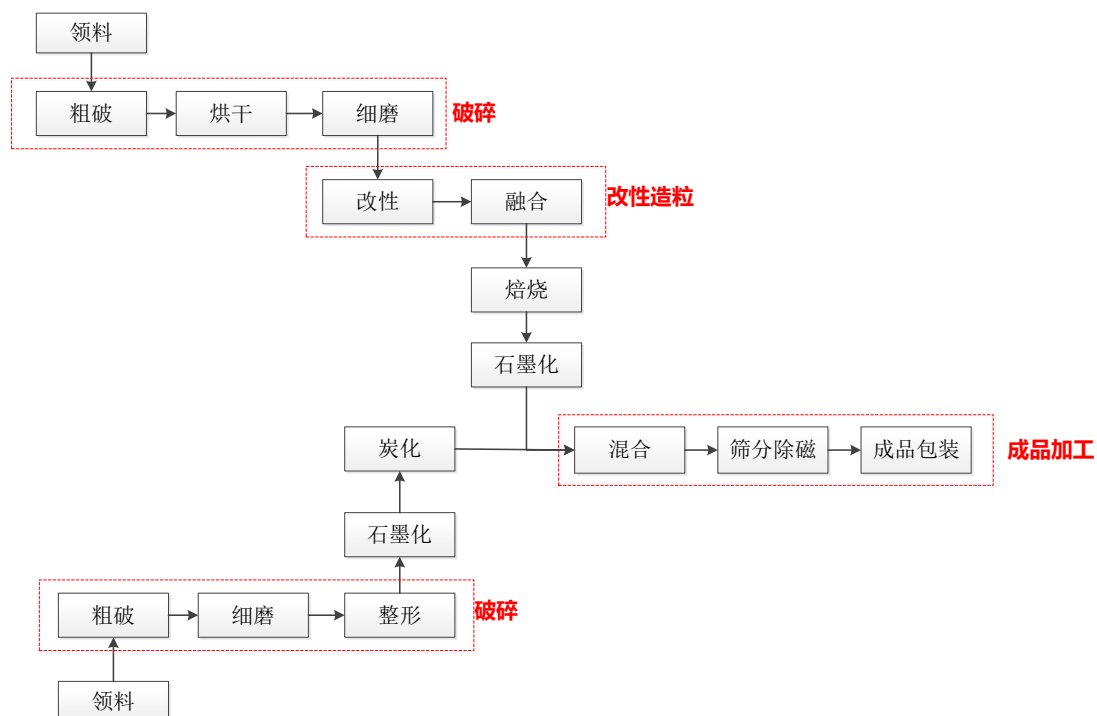 领料
粗破
烘干
细磨
破碎
改性
融合
改性造粒
焙烧
石墨化
炭化
混合
筛分除磁
成品包装
成品加工
石墨化
粗破
细磨
整形
破碎
领料